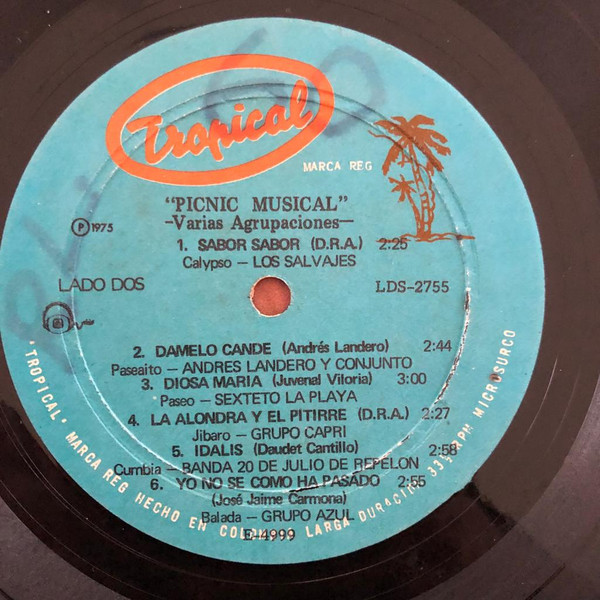 Tropical
MARCA REG
"PICNIC MUSICAL"
-Varias Agrupaciones-
Ⓟ1975
1. SABOR SABOR (D.R.A.) 2:25
Calypso - LOS SALVAJES
LADO DOS
LDS-2755
2. DAMELO CANDE (Andrés Landero) 2:44
Paseaito - ANDRES LANDERO Y CONJUNTO
3. DIOSA MARIA (Juvenal Viloria) 3:00
Paseo - SEXTETO LA PLAYA
4. LA ALONDRA Y EL PITIRRE (D.R.A.) 2:27
Jibaro - GRUPO CAPRI
5. IDALIS (Daudet Cantillo) 2:58
Cumbia - BANDA 20 DE JULIO DE REPELON
6. YO NO SE COMO HA PASADO 2:55
(José Jaime Carmona)
Balada - GRUPO AZUL
E-4999
'TROPICAL' MARCA REG HECHO EN LARGA DURACION 33⅓ RPM MICROSURCO